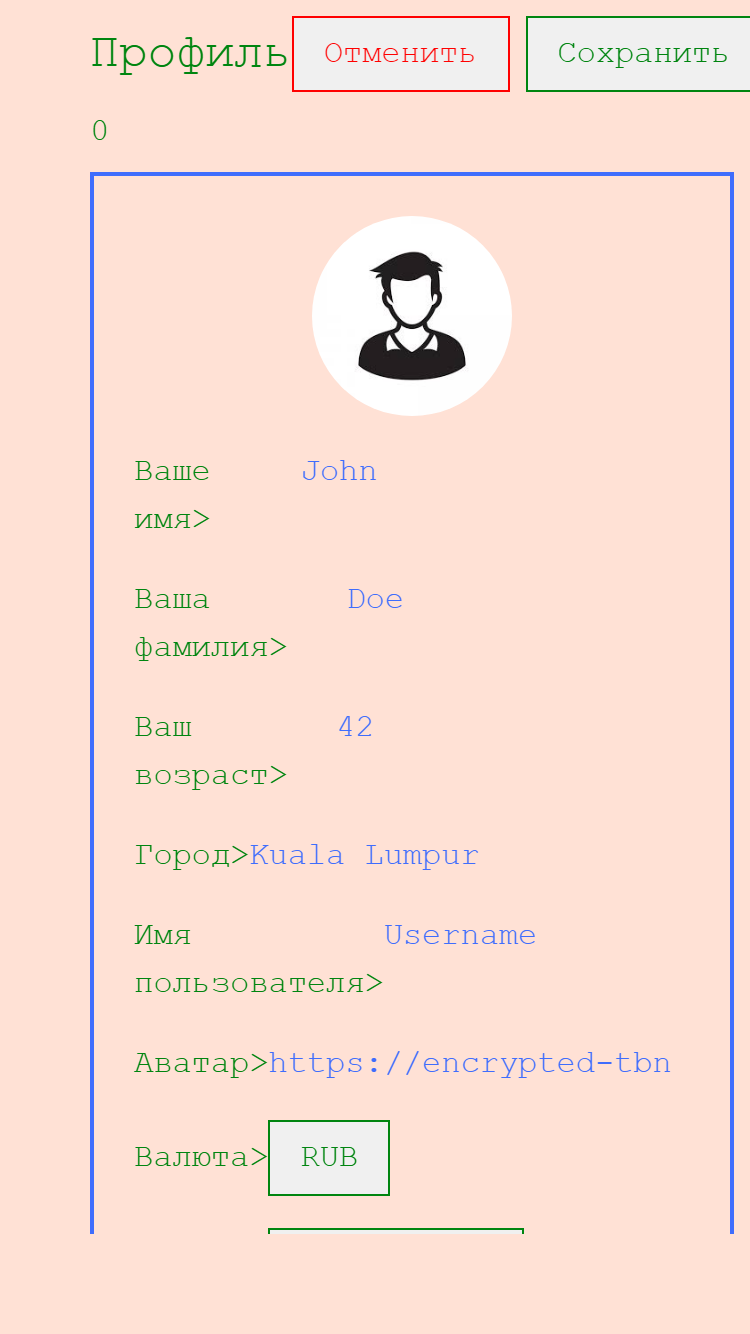 Профиль Отменить Сохранить
0
Ваше John
имя>
Ваша Doe
фамилия>
Ваш 42
возраст>
Город>Kuala Lumpur
Имя Username
пользователя>
Аватар>https://encrypted-tbn
Валюта> RUB